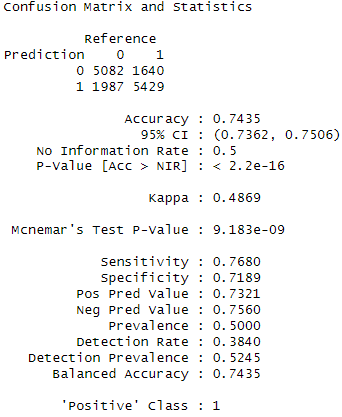 Confusion Matrix and Statistics
Reference
Prediction 0 1
0 5082 1640
1 1987 5429
Accuracy : 0.7435
95% CI : (0.7362, 0.7506)
No Information Rate : 0.5
P-Value [Acc > NIR] : < 2.2e-16
Kappa : 0.4869
Mcnemar's Test P-Value : 9.183e-09
Sensitivity : 0.7680
Specificity : 0.7189
Pos Pred Value : 0.7321
Neg Pred Value : 0.7560
Prevalence : 0.5000
Detection Rate : 0.3840
Detection Prevalence : 0.5245
Balanced Accuracy : 0.7435
'Positive' Class : 1